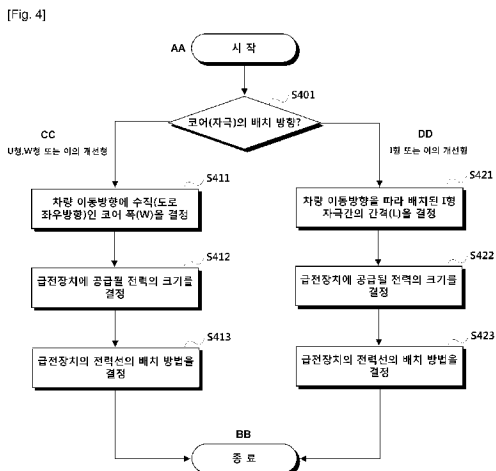 [Fig. 4]
AA
시 작
S401
코어(자극)의 배치 방향?
CC
U형,W형 또는 이의 개선형
DD
I형 또는 이의 개선형
S411
차량 이동방향에 수직(도로
좌우방향)인 코어 폭(W)을 결정
S421
차량 이동방향을 따라 배치된 I형
자극간의 간격(L)을 결정
S412
급전장치에 공급될 전력의 크기를
결정
S422
급전장치에 공급될 전력의 크기를
결정
S413
급전장치의 전력선의 배치 방법을
결정
S423
급전장치의 전력선의 배치 방법을
결정
BB
종 료